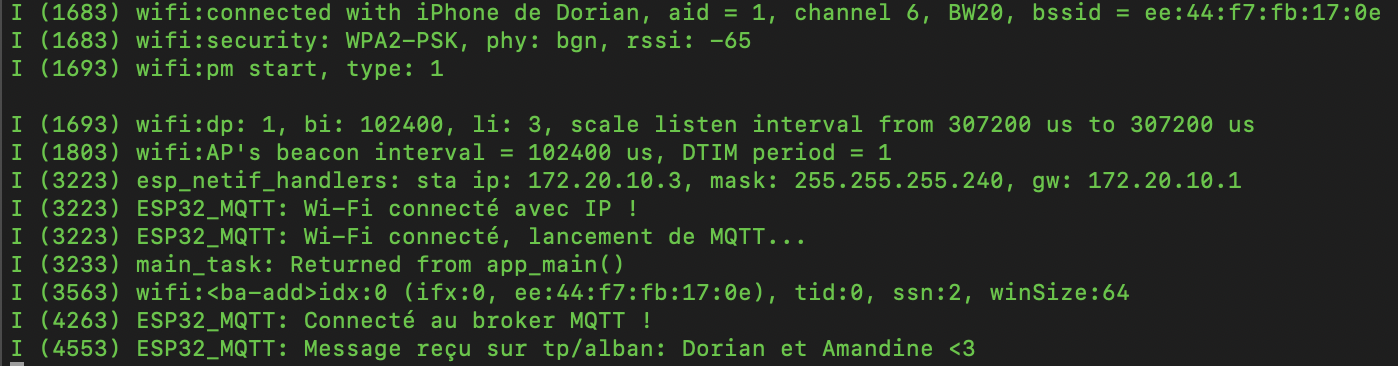 I (1683) wifi:connected with iPhone de Dorian, aid = 1, channel 6, BW20, bssid = ee:44:f7:fb:17:0e
I (1683) wifi:security: WPA2-PSK, phy: bgn, rssi: -65
I (1693) wifi:pm start, type: 1
I (1693) wifi:dp: 1, bi: 102400, li: 3, scale listen interval from 307200 us to 307200 us
I (1803) wifi:AP's beacon interval = 102400 us, DTIM period = 1
I (3223) esp_netif_handlers: sta ip: 172.20.10.3, mask: 255.255.255.240, gw: 172.20.10.1
I (3223) ESP32_MQTT: Wi-Fi connecté avec IP !
I (3223) ESP32_MQTT: Wi-Fi connecté, lancement de MQTT...
I (3233) main_task: Returned from app_main()
I (3563) wifi:<ba-add>idx:0 (ifx:0, ee:44:f7:fb:17:0e), tid:0, ssn:2, winSize:64
I (4263) ESP32_MQTT: Connecté au broker MQTT !
I (4553) ESP32_MQTT: Message reçu sur tp/alban: Dorian et Amandine <3